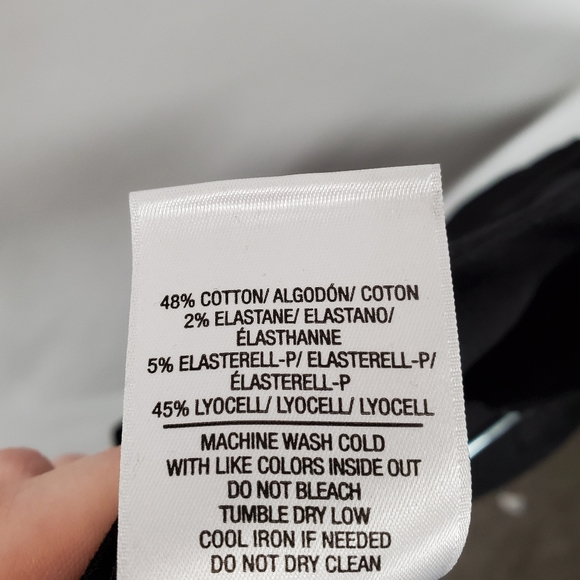 48% COTTON/ ALGODÓN/ COTON
2% ELASTANE/ ELASTANO/
ÉLASTHANNE
5% ELASTERELL-P/ ELASTERELL-P/
ÉLASTERELL-P
45% LYOCELL/ LYOCELL/ LYOCELL
MACHINE WASH COLD
WITH LIKE COLORS INSIDE OUT
DO NOT BLEACH
TUMBLE DRY LOW
COOL IRON IF NEEDED
DO NOT DRY CLEAN